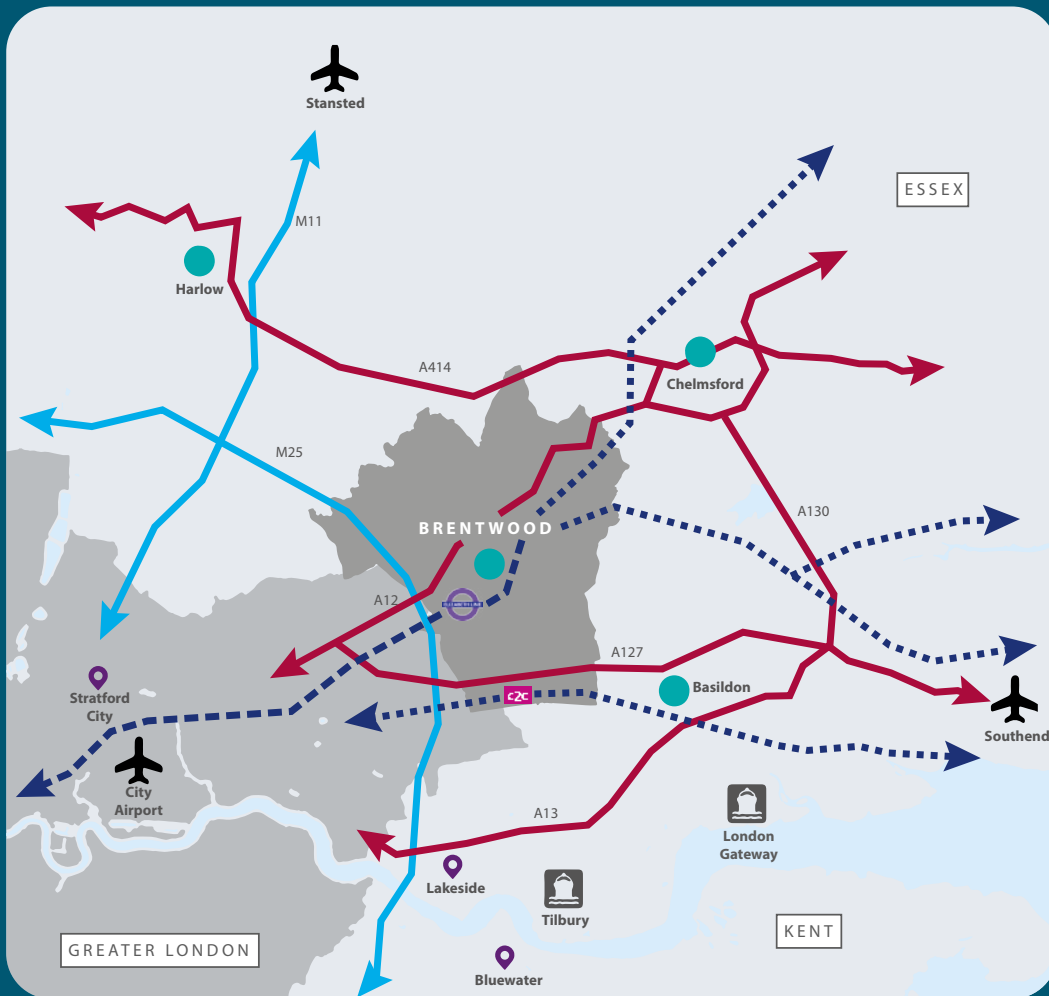 Stansted
ESSEX
M11
Harlow
A414
Chelmsford
M25
A130
BRENTWOOD
A12
A127
c2c
Basildon
Stratford
City
Southend
City
Airport
A13
London
Gateway
Lakeside
Tilbury
KENT
GREATER LONDON
Bluewater